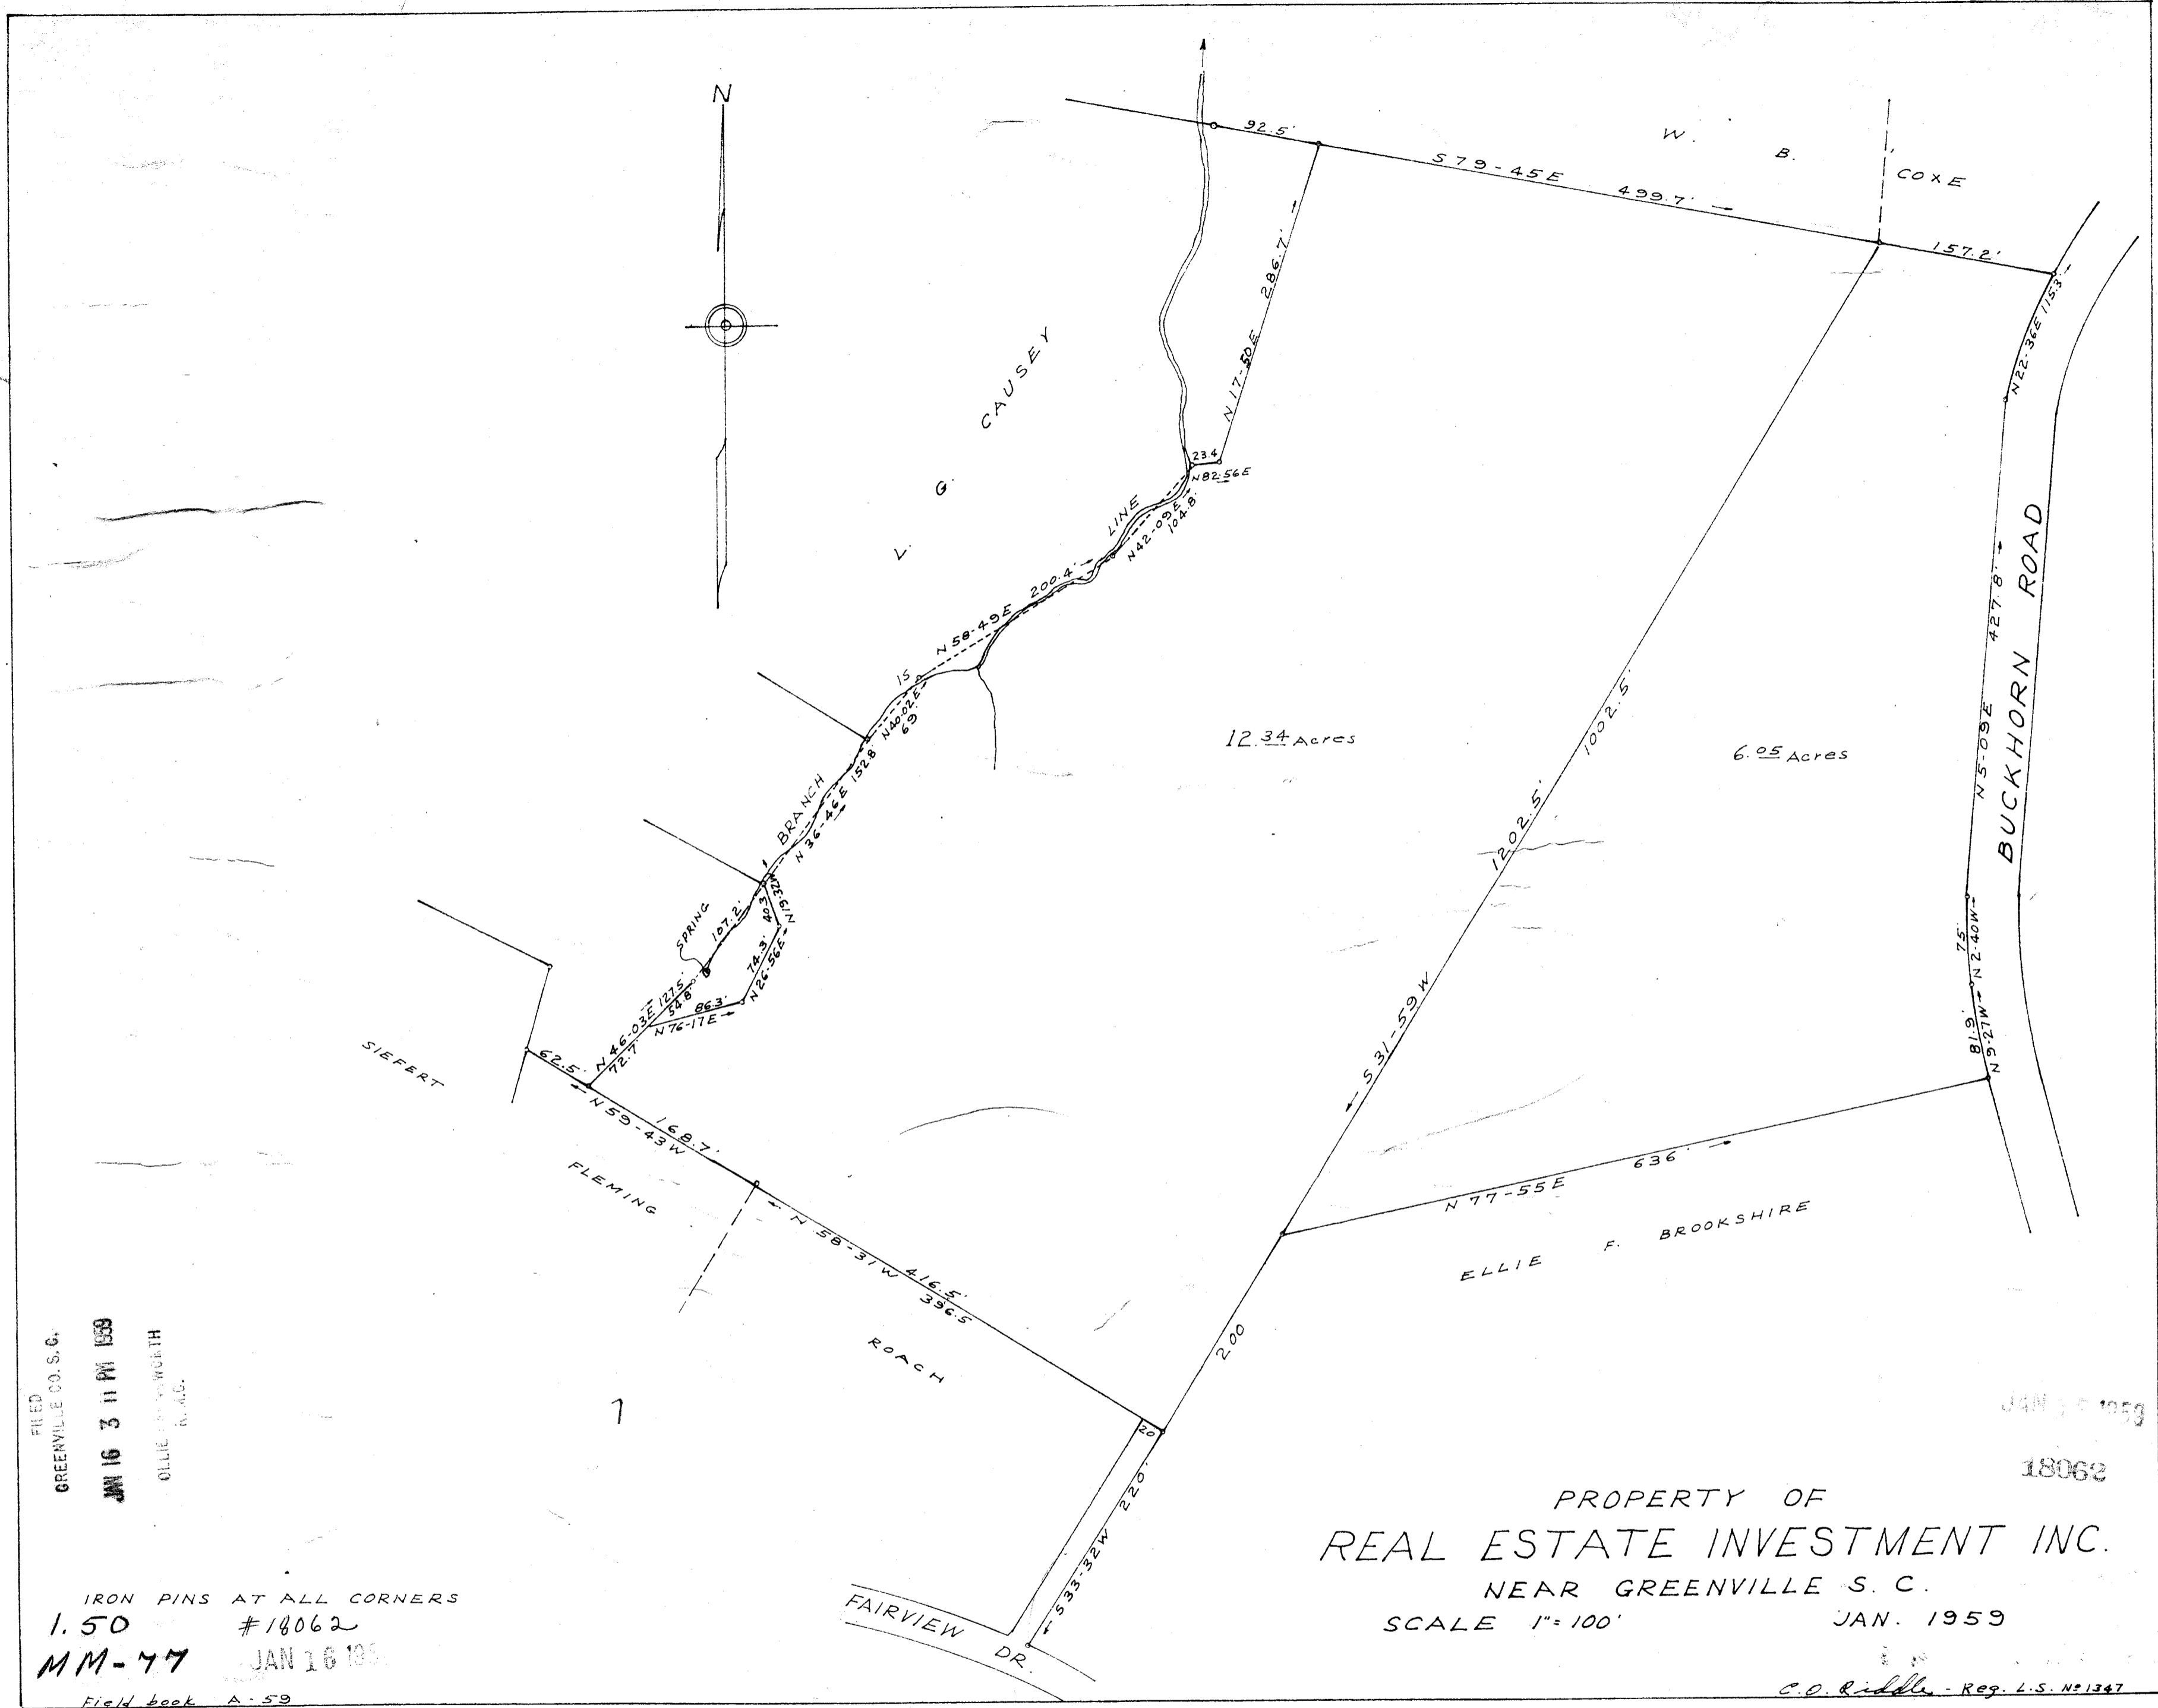 N
92.5'
S 79-45 E 499.7'
W. B. COXE
157.2'
N 22-36 E 115.3'
N 17-50 E 286.7'
L. G. CAUSEY
23.4
N 82-56 E
LINE
N 42-09 E
104.8'
N 58-49 E 200.4'
15
N 40-02 E
69'
BRANCH
N 36-46 E 152.8'
12.34 Acres
6.05 Acres
1002.5'
1202.5'
S 31-59 W
N 5-09 E 427.8'
BUCKHORN ROAD
75'
N 2-40 W
81.9'
N 9-27 W
SPRING
107.2'
40.3'
N 19-32 W
74.3'
N 26-56 E
N 46-03 E 127.5'
54.8'
72.7'
86.3'
N 76-17 E
SIEFERT
62.5'
N 59-43 W
168.7'
FLEMING
N 58-31 W 416.5'
396.5
ROACH
N 77-55 E 636'
ELLIE F. BROOKSHIRE
200
20
S 33-32 W 220'
FAIRVIEW DR.
1
FILED
GREENVILLE CO. S. C.
JAN 16 3 11 PM 1959
OLLIE
R.M.C.
1959
18062
PROPERTY OF
REAL ESTATE INVESTMENT INC.
NEAR GREENVILLE S. C.
SCALE 1"=100' JAN. 1959
IRON PINS AT ALL CORNERS
1.50 #18062
MM-77 JAN 16
Field book A-59
C.O. Riddle - Reg. L.S. Nº 1347